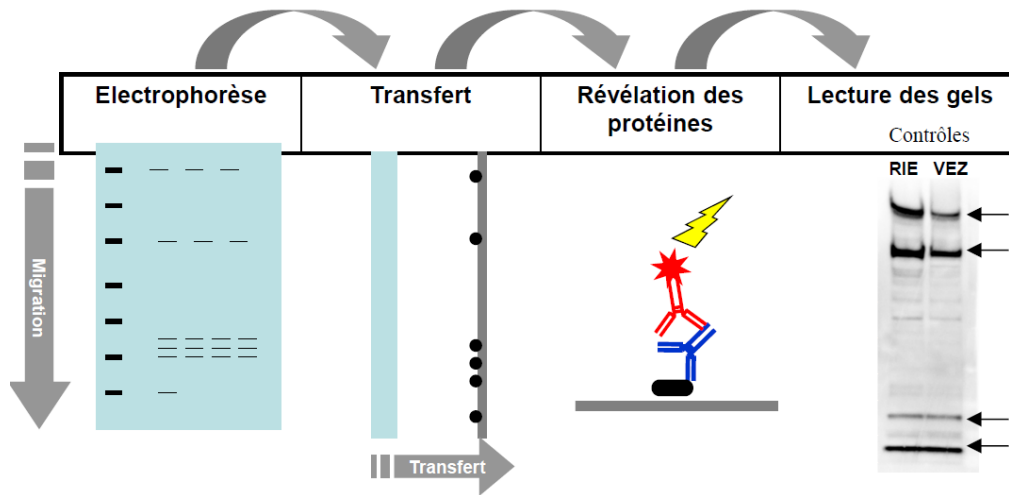 Electrophorèse
Transfert
Révélation des
protéines
Lecture des gels
Contrôles
RIE VEZ
Migration
Transfert